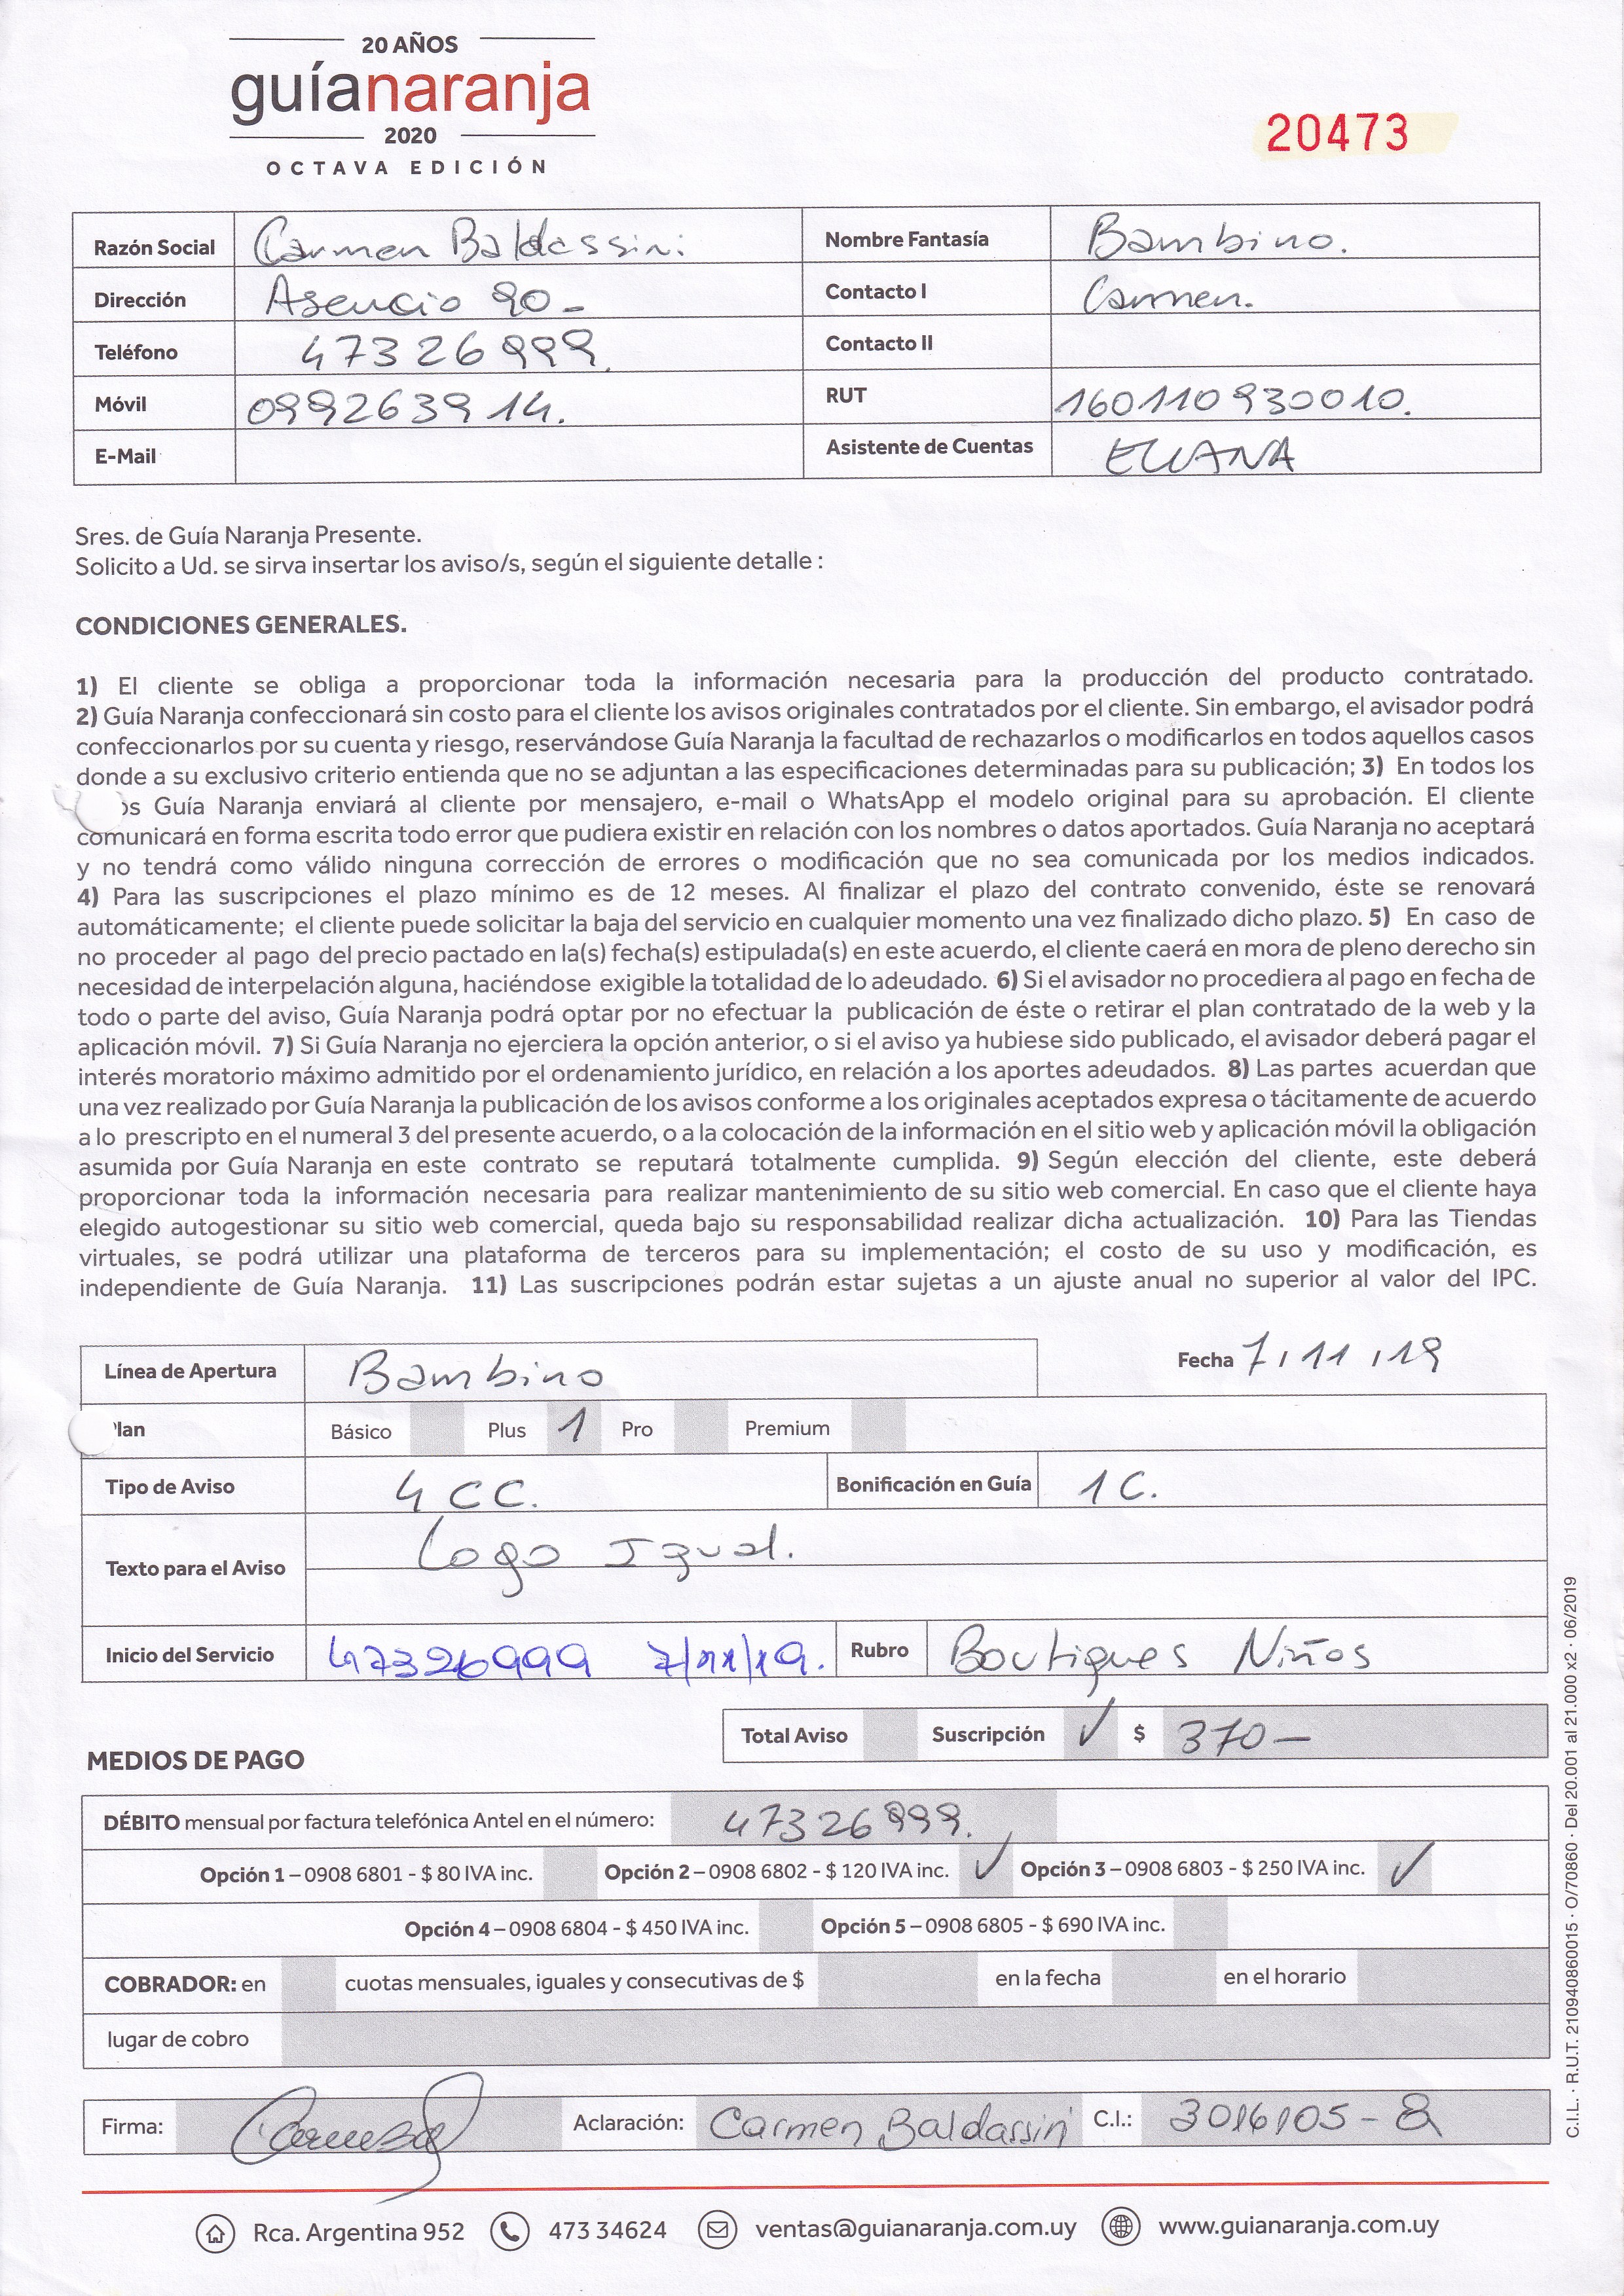 20 AÑOS
guíanaranja
2020
OCTAVA EDICIÓN
20473
Razón Social Carmen Baldassini Nombre Fantasía Bambino.
Dirección Asencio 90- Contacto I Carmen.
Teléfono 47326999. Contacto II
Móvil 099263914. RUT 160110930010.
E-Mail Asistente de Cuentas ELIANA
Sres. de Guía Naranja Presente.
Solicito a Ud. se sirva insertar los aviso/s, según el siguiente detalle :
CONDICIONES GENERALES.
1) El cliente se obliga a proporcionar toda la información necesaria para la producción del producto contratado.
2) Guía Naranja confeccionará sin costo para el cliente los avisos originales contratados por el cliente. Sin embargo, el avisador podrá
confeccionarlos por su cuenta y riesgo, reservándose Guía Naranja la facultad de rechazarlos o modificarlos en todos aquellos casos
donde a su exclusivo criterio entienda que no se adjuntan a las especificaciones determinadas para su publicación; 3) En todos los
os Guía Naranja enviará al cliente por mensajero, e-mail o WhatsApp el modelo original para su aprobación. El cliente
comunicará en forma escrita todo error que pudiera existir en relación con los nombres o datos aportados. Guía Naranja no aceptará
y no tendrá como válido ninguna corrección de errores o modificación que no sea comunicada por los medios indicados.
4) Para las suscripciones el plazo mínimo es de 12 meses. Al finalizar el plazo del contrato convenido, éste se renovará
automáticamente; el cliente puede solicitar la baja del servicio en cualquier momento una vez finalizado dicho plazo. 5) En caso de
no proceder al pago del precio pactado en la(s) fecha(s) estipulada(s) en este acuerdo, el cliente caerá en mora de pleno derecho sin
necesidad de interpelación alguna, haciéndose exigible la totalidad de lo adeudado. 6) Si el avisador no procediera al pago en fecha de
todo o parte del aviso, Guía Naranja podrá optar por no efectuar la publicación de éste o retirar el plan contratado de la web y la
aplicación móvil. 7) Si Guía Naranja no ejerciera la opción anterior, o si el aviso ya hubiese sido publicado, el avisador deberá pagar el
interés moratorio máximo admitido por el ordenamiento jurídico, en relación a los aportes adeudados. 8) Las partes acuerdan que
una vez realizado por Guía Naranja la publicación de los avisos conforme a los originales aceptados expresa o tácitamente de acuerdo
a lo prescripto en el numeral 3 del presente acuerdo, o a la colocación de la información en el sitio web y aplicación móvil la obligación
asumida por Guía Naranja en este contrato se reputará totalmente cumplida. 9) Según elección del cliente, este deberá
proporcionar toda la información necesaria para realizar mantenimiento de su sitio web comercial. En caso que el cliente haya
elegido autogestionar su sitio web comercial, queda bajo su responsabilidad realizar dicha actualización. 10) Para las Tiendas
virtuales, se podrá utilizar una plataforma de terceros para su implementación; el costo de su uso y modificación, es
independiente de Guía Naranja. 11) Las suscripciones podrán estar sujetas a un ajuste anual no superior al valor del IPC.
Línea de Apertura Bambino Fecha 7/11/19
lan Básico Plus 1 Pro Premium
Tipo de Aviso 4 CC. Bonificación en Guía 1 C.
Texto para el Aviso Logo Igual.
Inicio del Servicio 47326999 7/11/19. Rubro Boutiques Niños
Total Aviso Suscripción ✓ $ 370—
MEDIOS DE PAGO
DÉBITO mensual por factura telefónica Antel en el número: 47326999.
Opción 1 – 0908 6801 - $ 80 IVA inc. Opción 2 – 0908 6802 - $ 120 IVA inc. ✓ Opción 3 – 0908 6803 - $ 250 IVA inc. ✓
Opción 4 – 0908 6804 - $ 450 IVA inc. Opción 5 – 0908 6805 - $ 690 IVA inc.
COBRADOR: en cuotas mensuales, iguales y consecutivas de $ en la fecha en el horario
lugar de cobro
Firma: Aclaración: Carmen Baldassini C.I.: 3016105-8
Rca. Argentina 952 473 34624 ventas@guianaranja.com.uy www.guianaranja.com.uy
C.I.L. · R.U.T. 210940860015 · O/70860 · Del 20.001 al 21.000 x2 · 06/2019